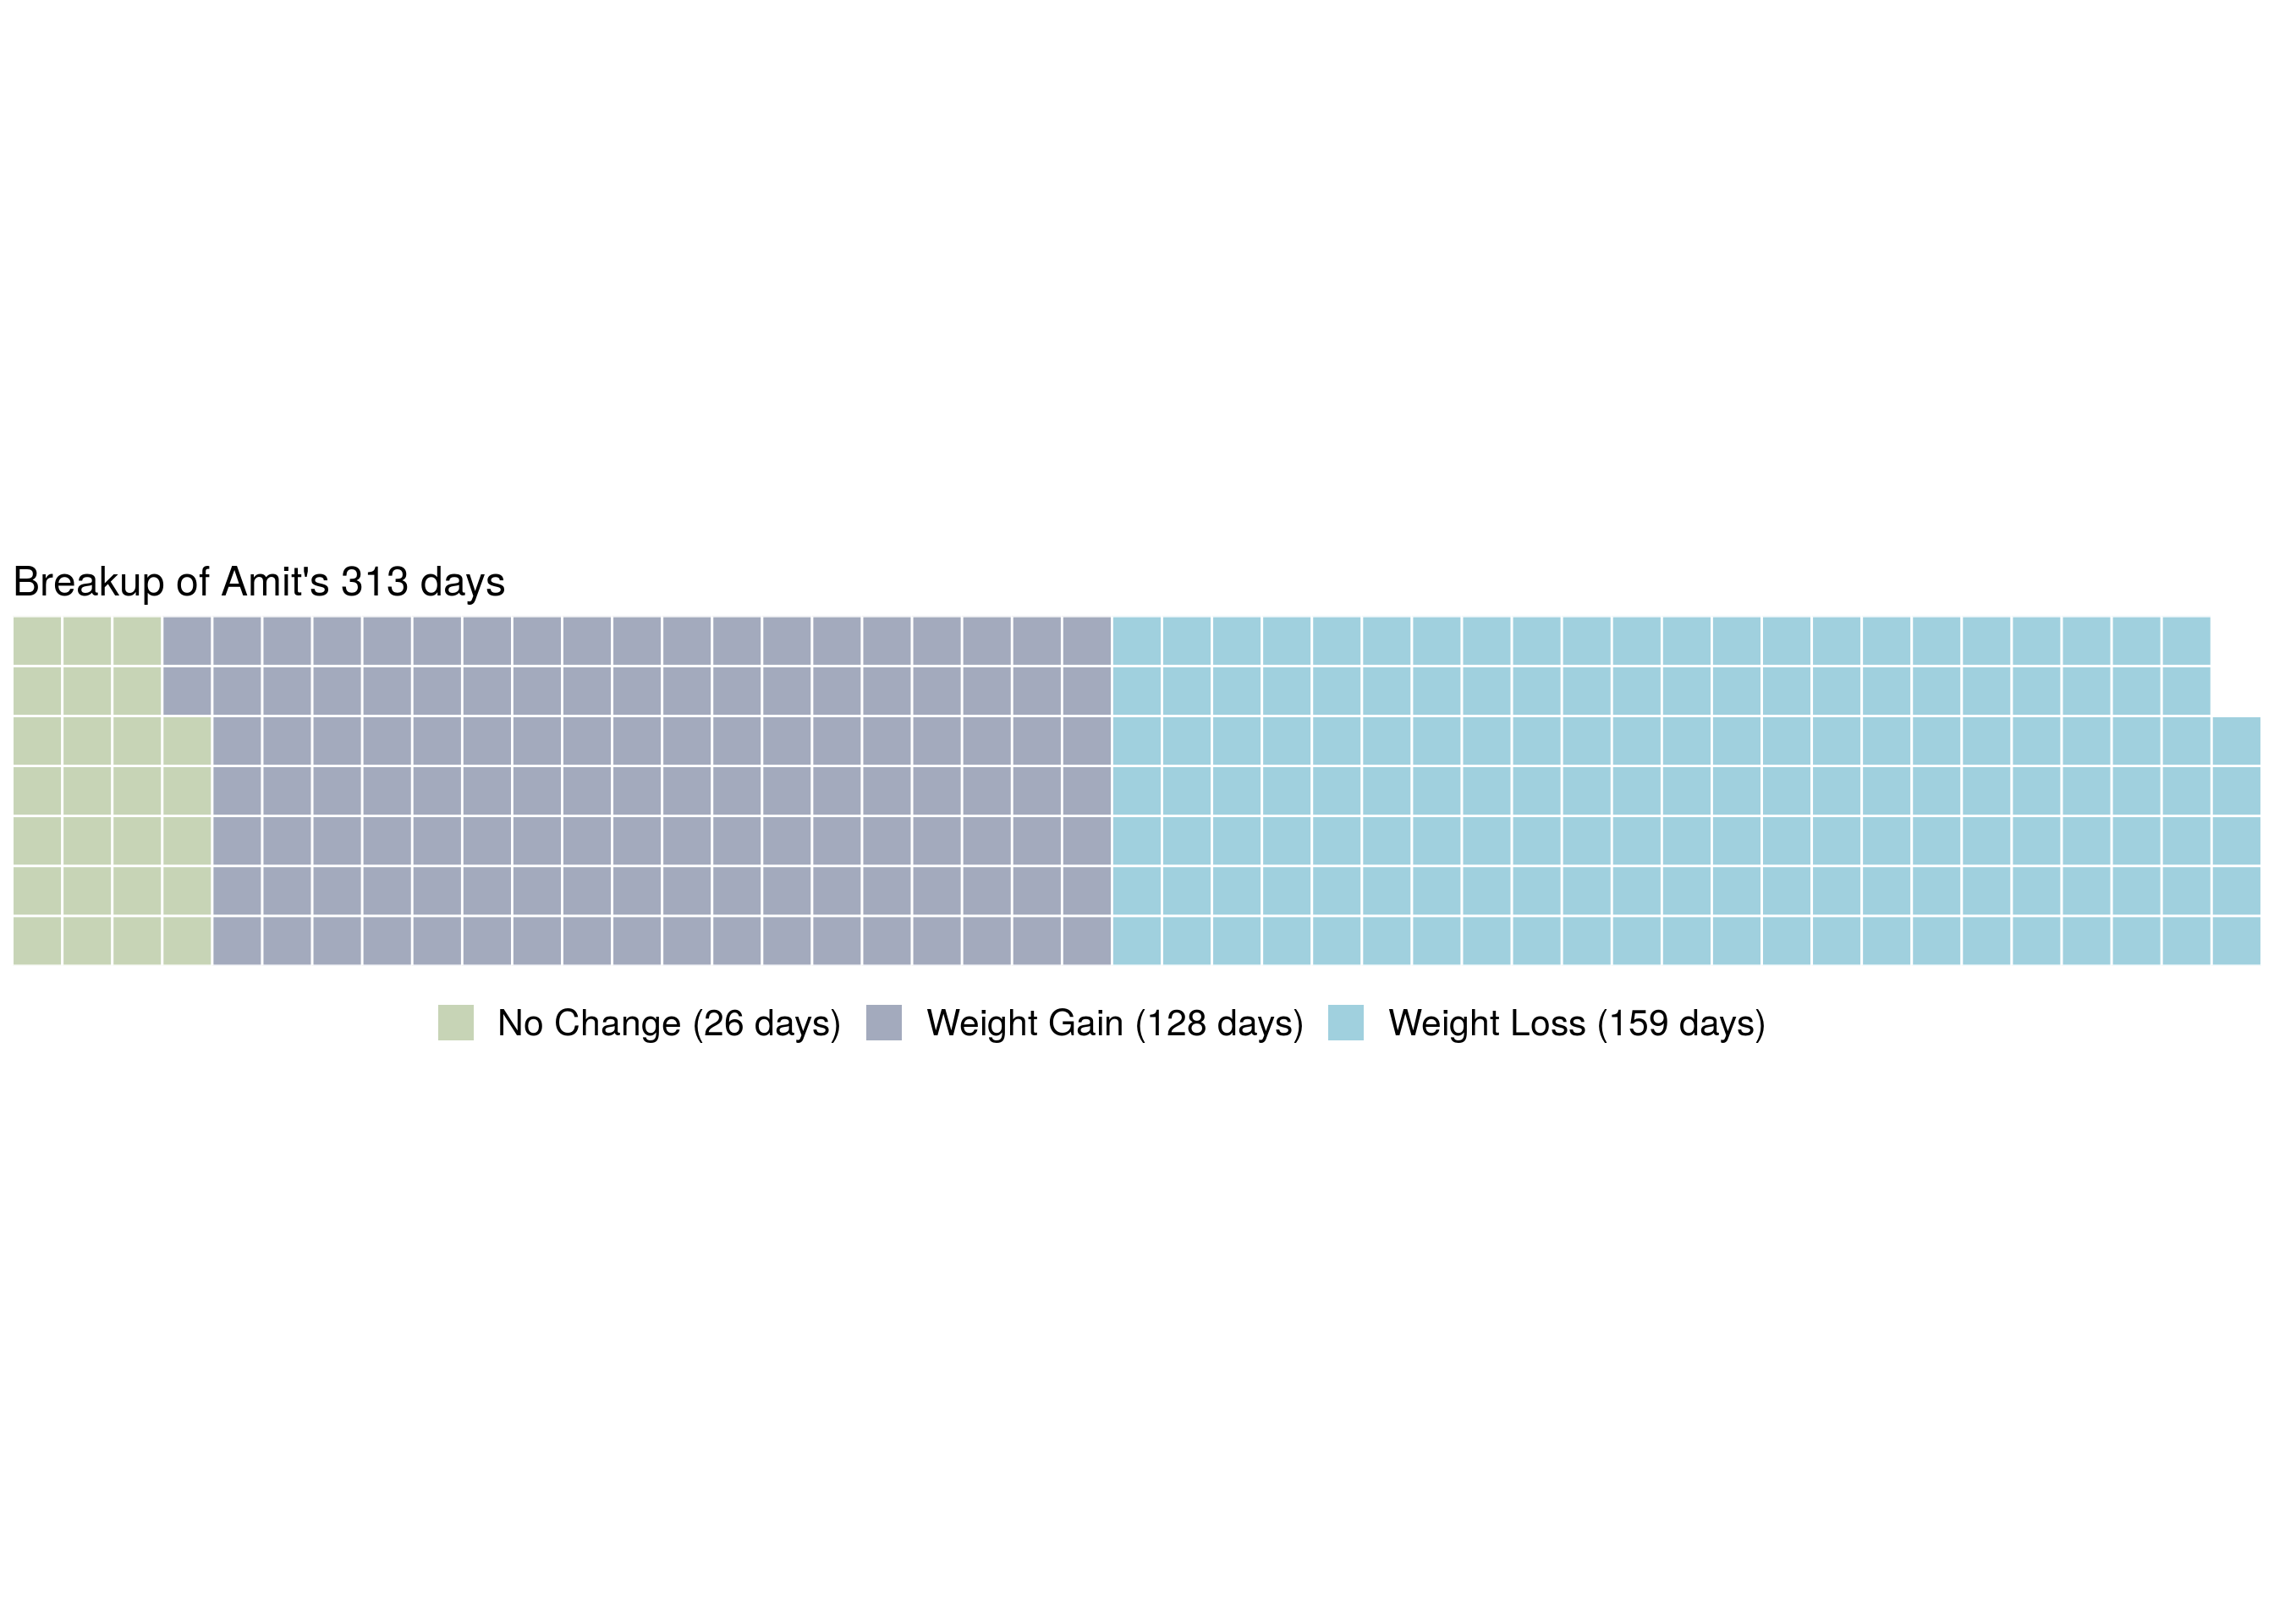 Breakup of Amit's 313 days
No Change (26 days) Weight Gain (128 days) Weight Loss (159 days)